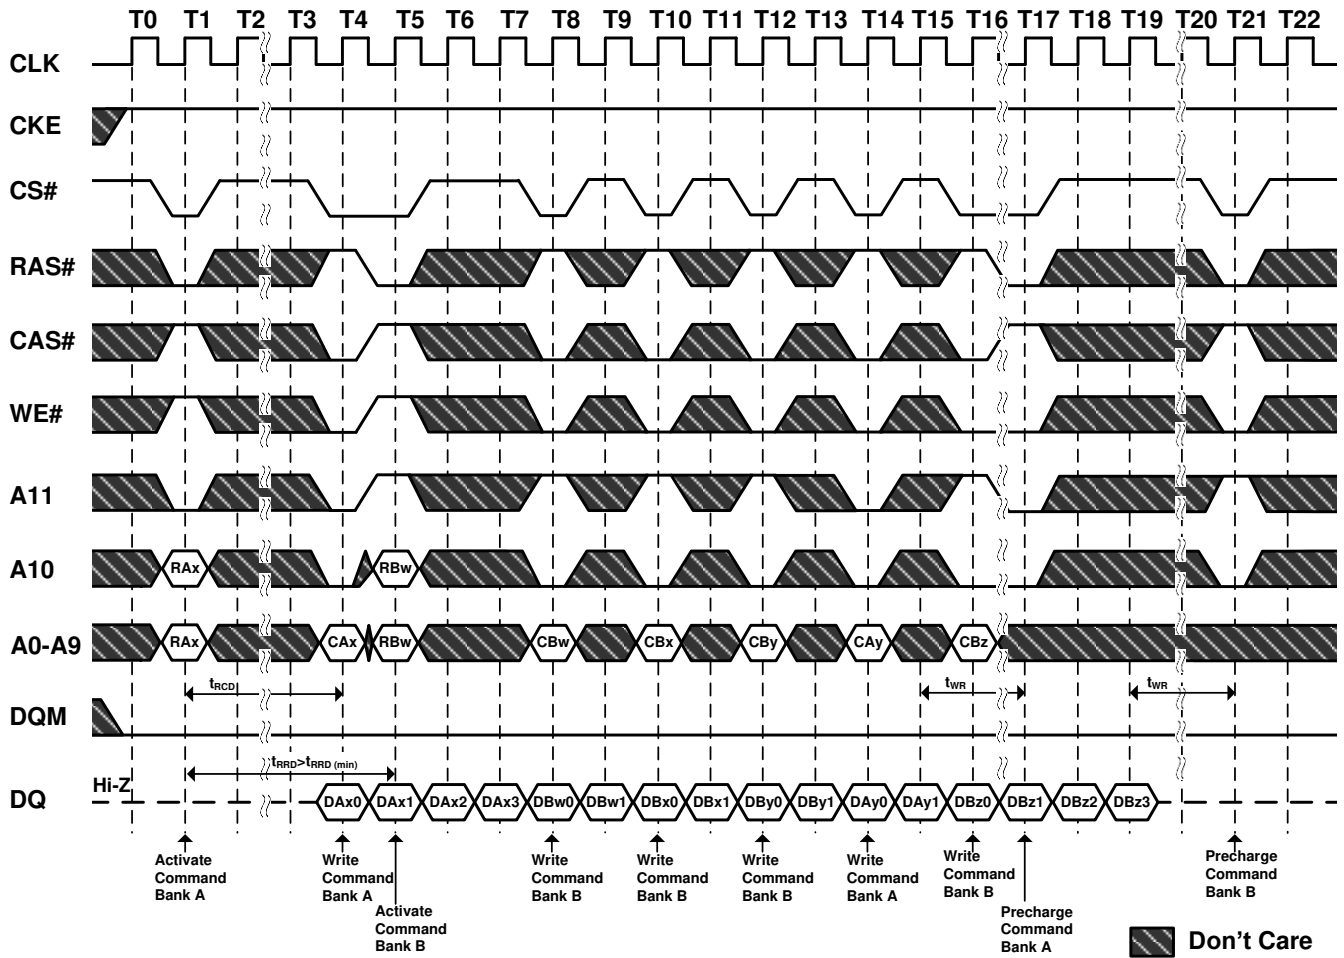 T0 T1 T2 T3 T4 T5 T6 T7 T8 T9 T10 T11 T12 T13 T14 T15 T16 T17 T18 T19 T20 T21 T22
CLK
CKE
CS#
RAS#
CAS#
WE#
A11
A10 RAx RBw
A0-A9 RAx CAx RBw CBw CBx CBy CAy CBz
tRCD tWR tWR
DQM
tRRD>tRRD (min)
Hi-Z
DQ DAx0 DAx1 DAx2 DAx3 DBw0 DBw1 DBx0 DBx1 DBy0 DBy1 DAy0 DAy1 DBz0 DBz1 DBz2 DBz3
Activate
Command
Bank A
Write
Command
Bank A
Activate
Command
Bank B
Write
Command
Bank B
Write
Command
Bank B
Write
Command
Bank B
Write
Command
Bank A
Write
Command
Bank B
Precharge
Command
Bank A
Precharge
Command
Bank B
Don't Care